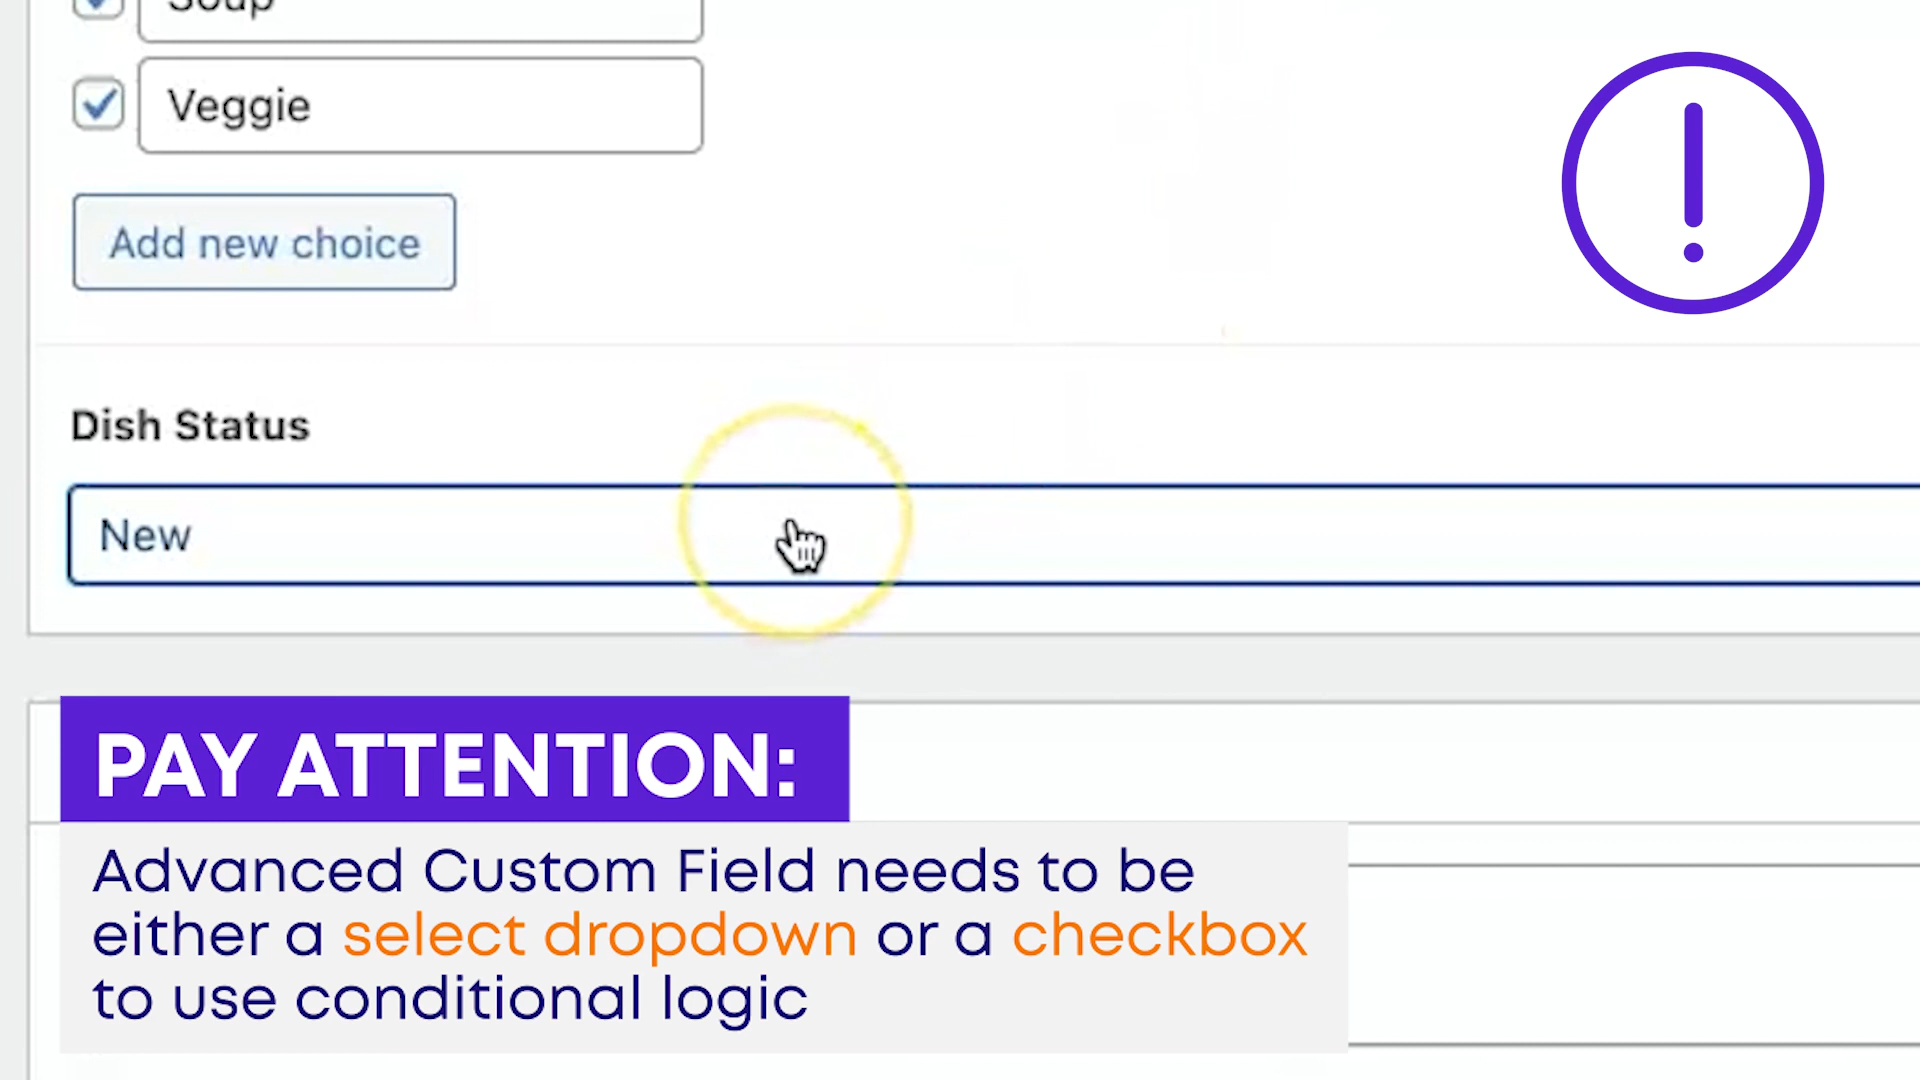 Soup
Veggie
Add new choice
Dish Status
New
PAY ATTENTION:
Advanced Custom Field needs to be
either a select dropdown or a checkbox
to use conditional logic